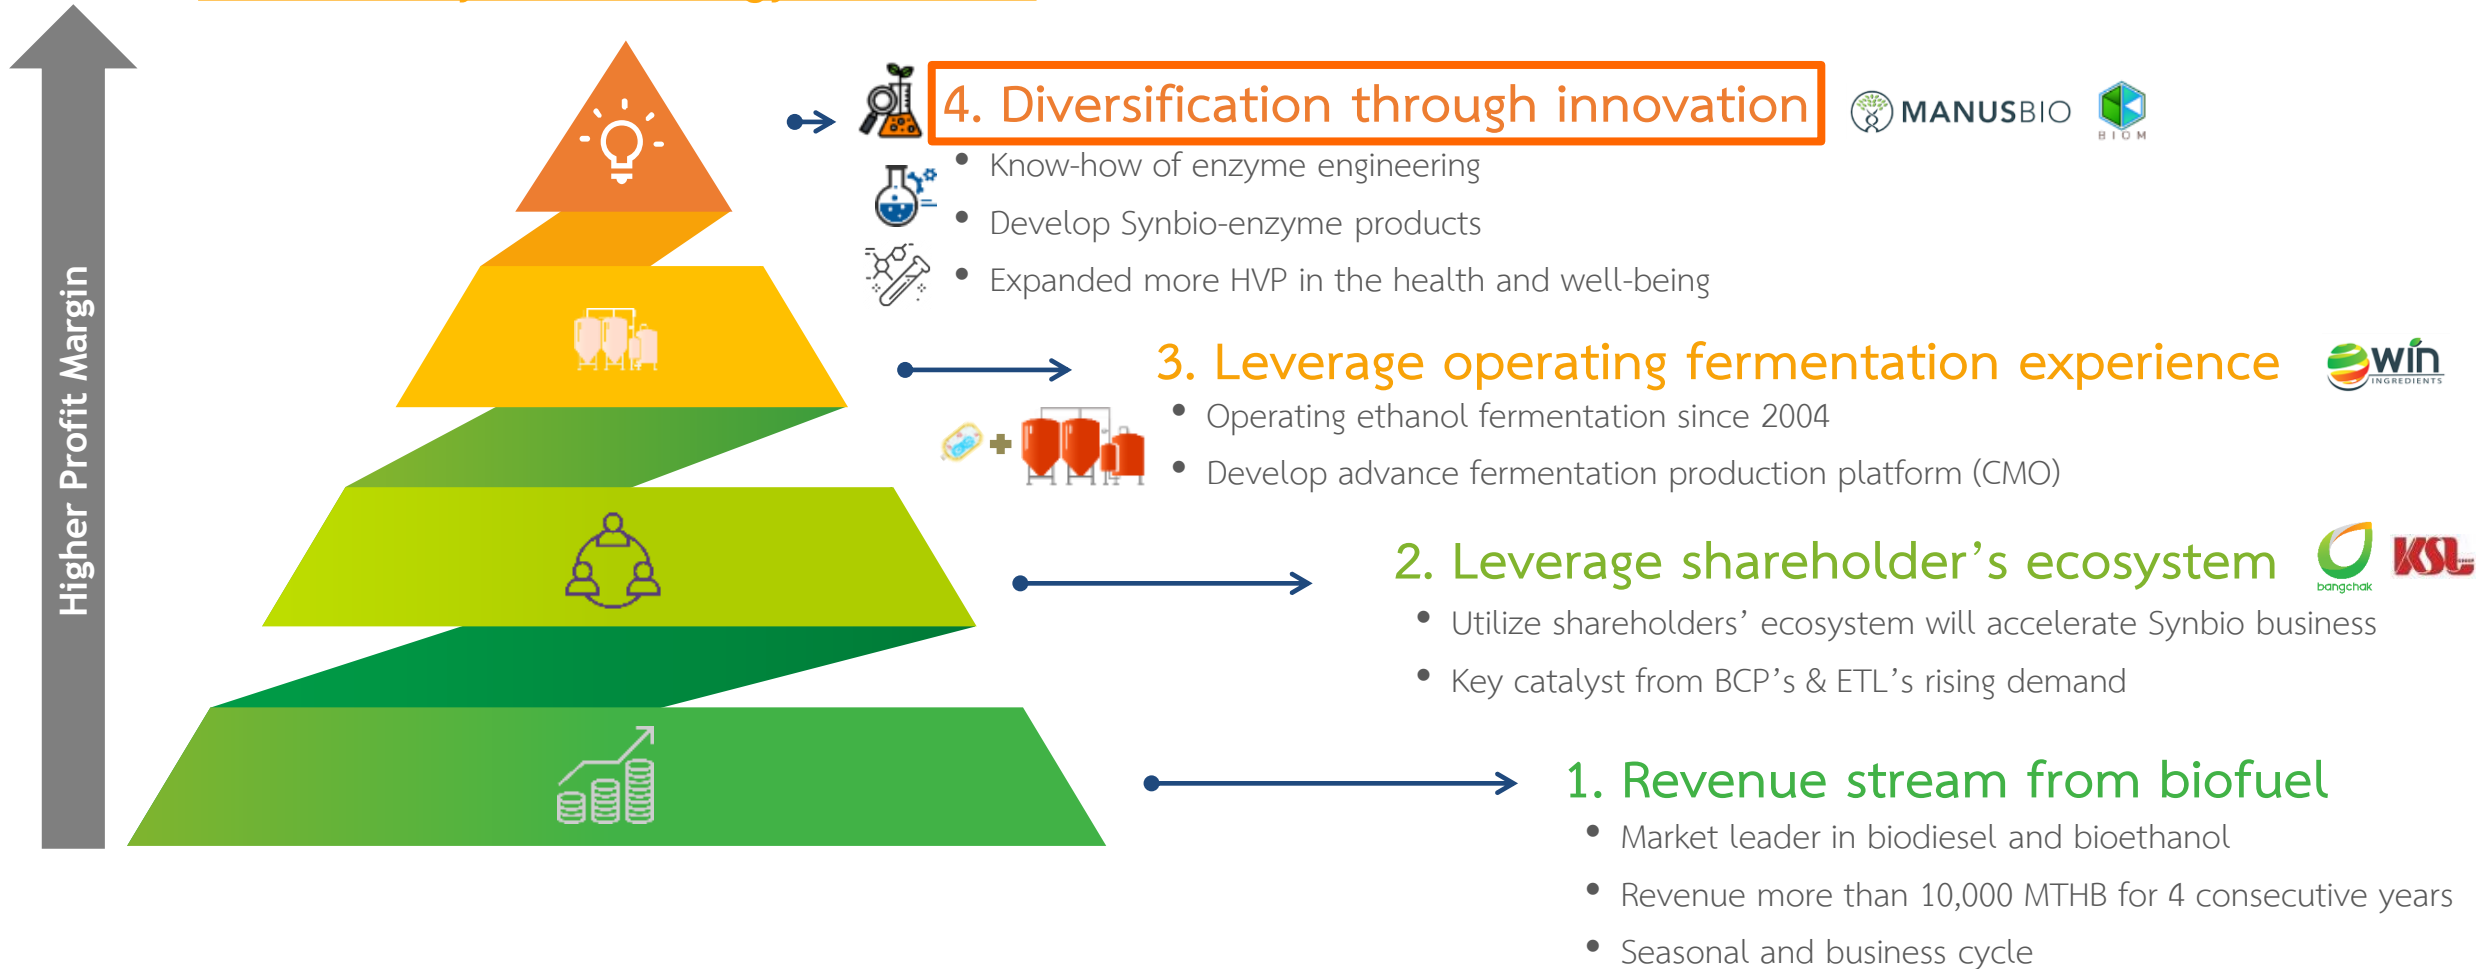 4. Diversification through innovation
MANUSBIO
BIOM
• Know-how of enzyme engineering
• Develop Synbio-enzyme products
• Expanded more HVP in the health and well-being
Higher Profit Margin
3. Leverage operating fermentation experience
win
INGREDIENTS
• Operating ethanol fermentation since 2004
• Develop advance fermentation production platform (CMO)
2. Leverage shareholder’s ecosystem
bangchak
KSL
• Utilize shareholders’ ecosystem will accelerate Synbio business
• Key catalyst from BCP’s & ETL’s rising demand
1. Revenue stream from biofuel
• Market leader in biodiesel and bioethanol
• Revenue more than 10,000 MTHB for 4 consecutive years
• Seasonal and business cycle